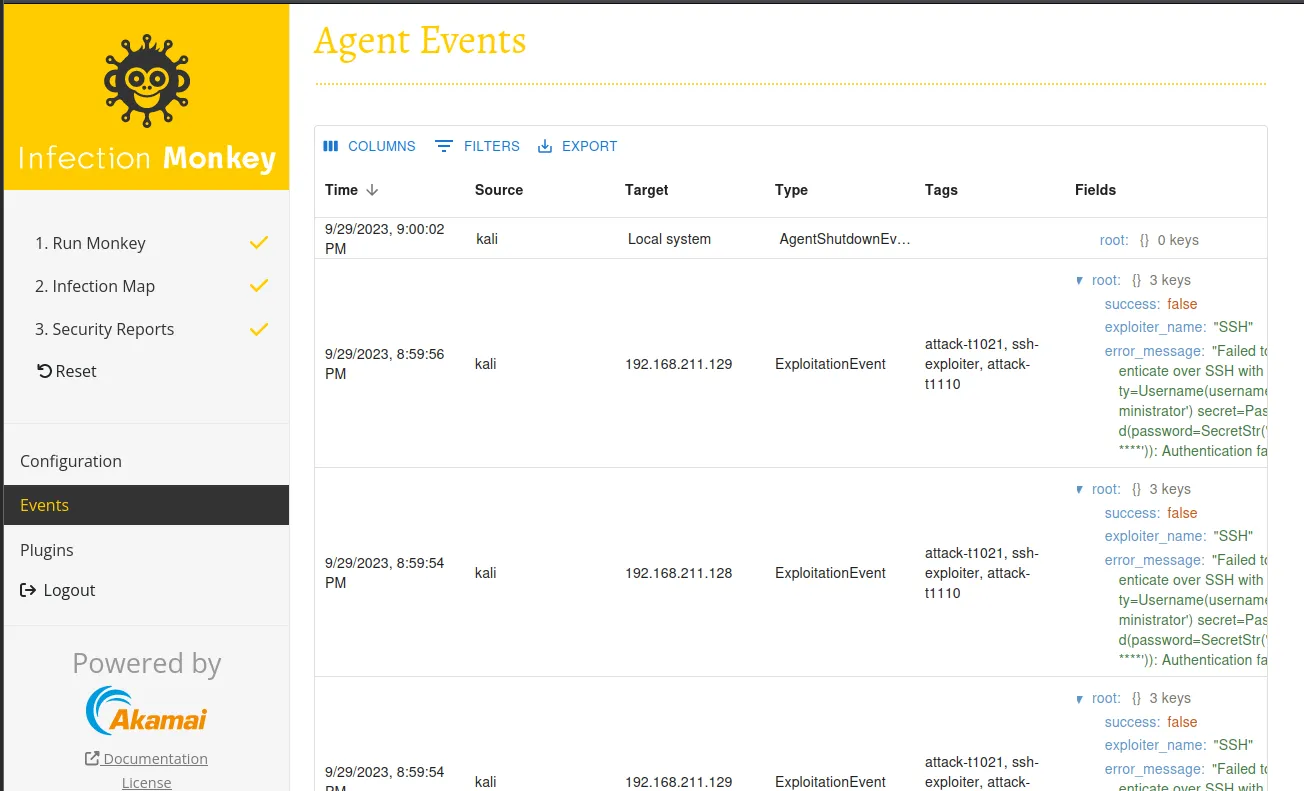 Agent Events
Infection Monkey
1. Run Monkey
2. Infection Map
3. Security Reports
Reset
Configuration
Events
Plugins
Logout
Powered by
Akamai
Documentation
License
COLUMNS FILTERS EXPORT
Time Source Target Type Tags Fields
9/29/2023, 9:00:02
PM
kali
Local system
AgentShutdownEv…
root: {} 0 keys
9/29/2023, 8:59:56
PM
kali
192.168.211.129
ExploitationEvent
attack-t1021, ssh-
exploiter, attack-
t1110
root: {} 3 keys
success: false
exploiter_name: "SSH"
error_message: "Failed to
enticate over SSH with
ty=Username(username
ministrator') secret=Pas
d(password=SecretStr('
****')): Authentication fa
9/29/2023, 8:59:54
PM
kali
192.168.211.128
ExploitationEvent
attack-t1021, ssh-
exploiter, attack-
t1110
root: {} 3 keys
success: false
exploiter_name: "SSH"
error_message: "Failed to
enticate over SSH with
ty=Username(username
ministrator') secret=Pas
d(password=SecretStr('
****')): Authentication fa
9/29/2023, 8:59:54
PM
kali
192.168.211.129
ExploitationEvent
attack-t1021, ssh-
exploiter, attack-
root: {} 3 keys
success: false
exploiter_name: "SSH"
error_message: "Failed to
enticate over SSH with